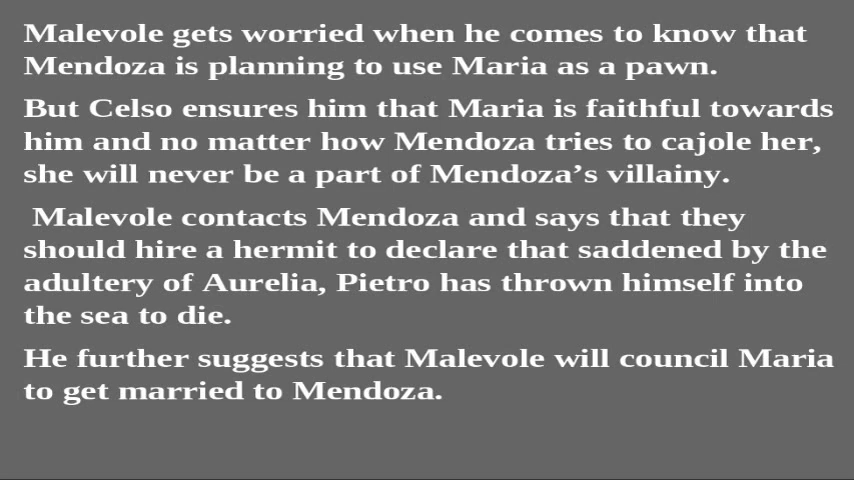 Malevole gets worried when he comes to know that
Mendoza is planning to use Maria as a pawn.
But Celso ensures him that Maria is faithful towards
him and no matter how Mendoza tries to cajole her,
she will never be a part of Mendoza’s villainy.
Malevole contacts Mendoza and says that they
should hire a hermit to declare that saddened by the
adultery of Aurelia, Pietro has thrown himself into
the sea to die.
He further suggests that Malevole will council Maria
to get married to Mendoza.